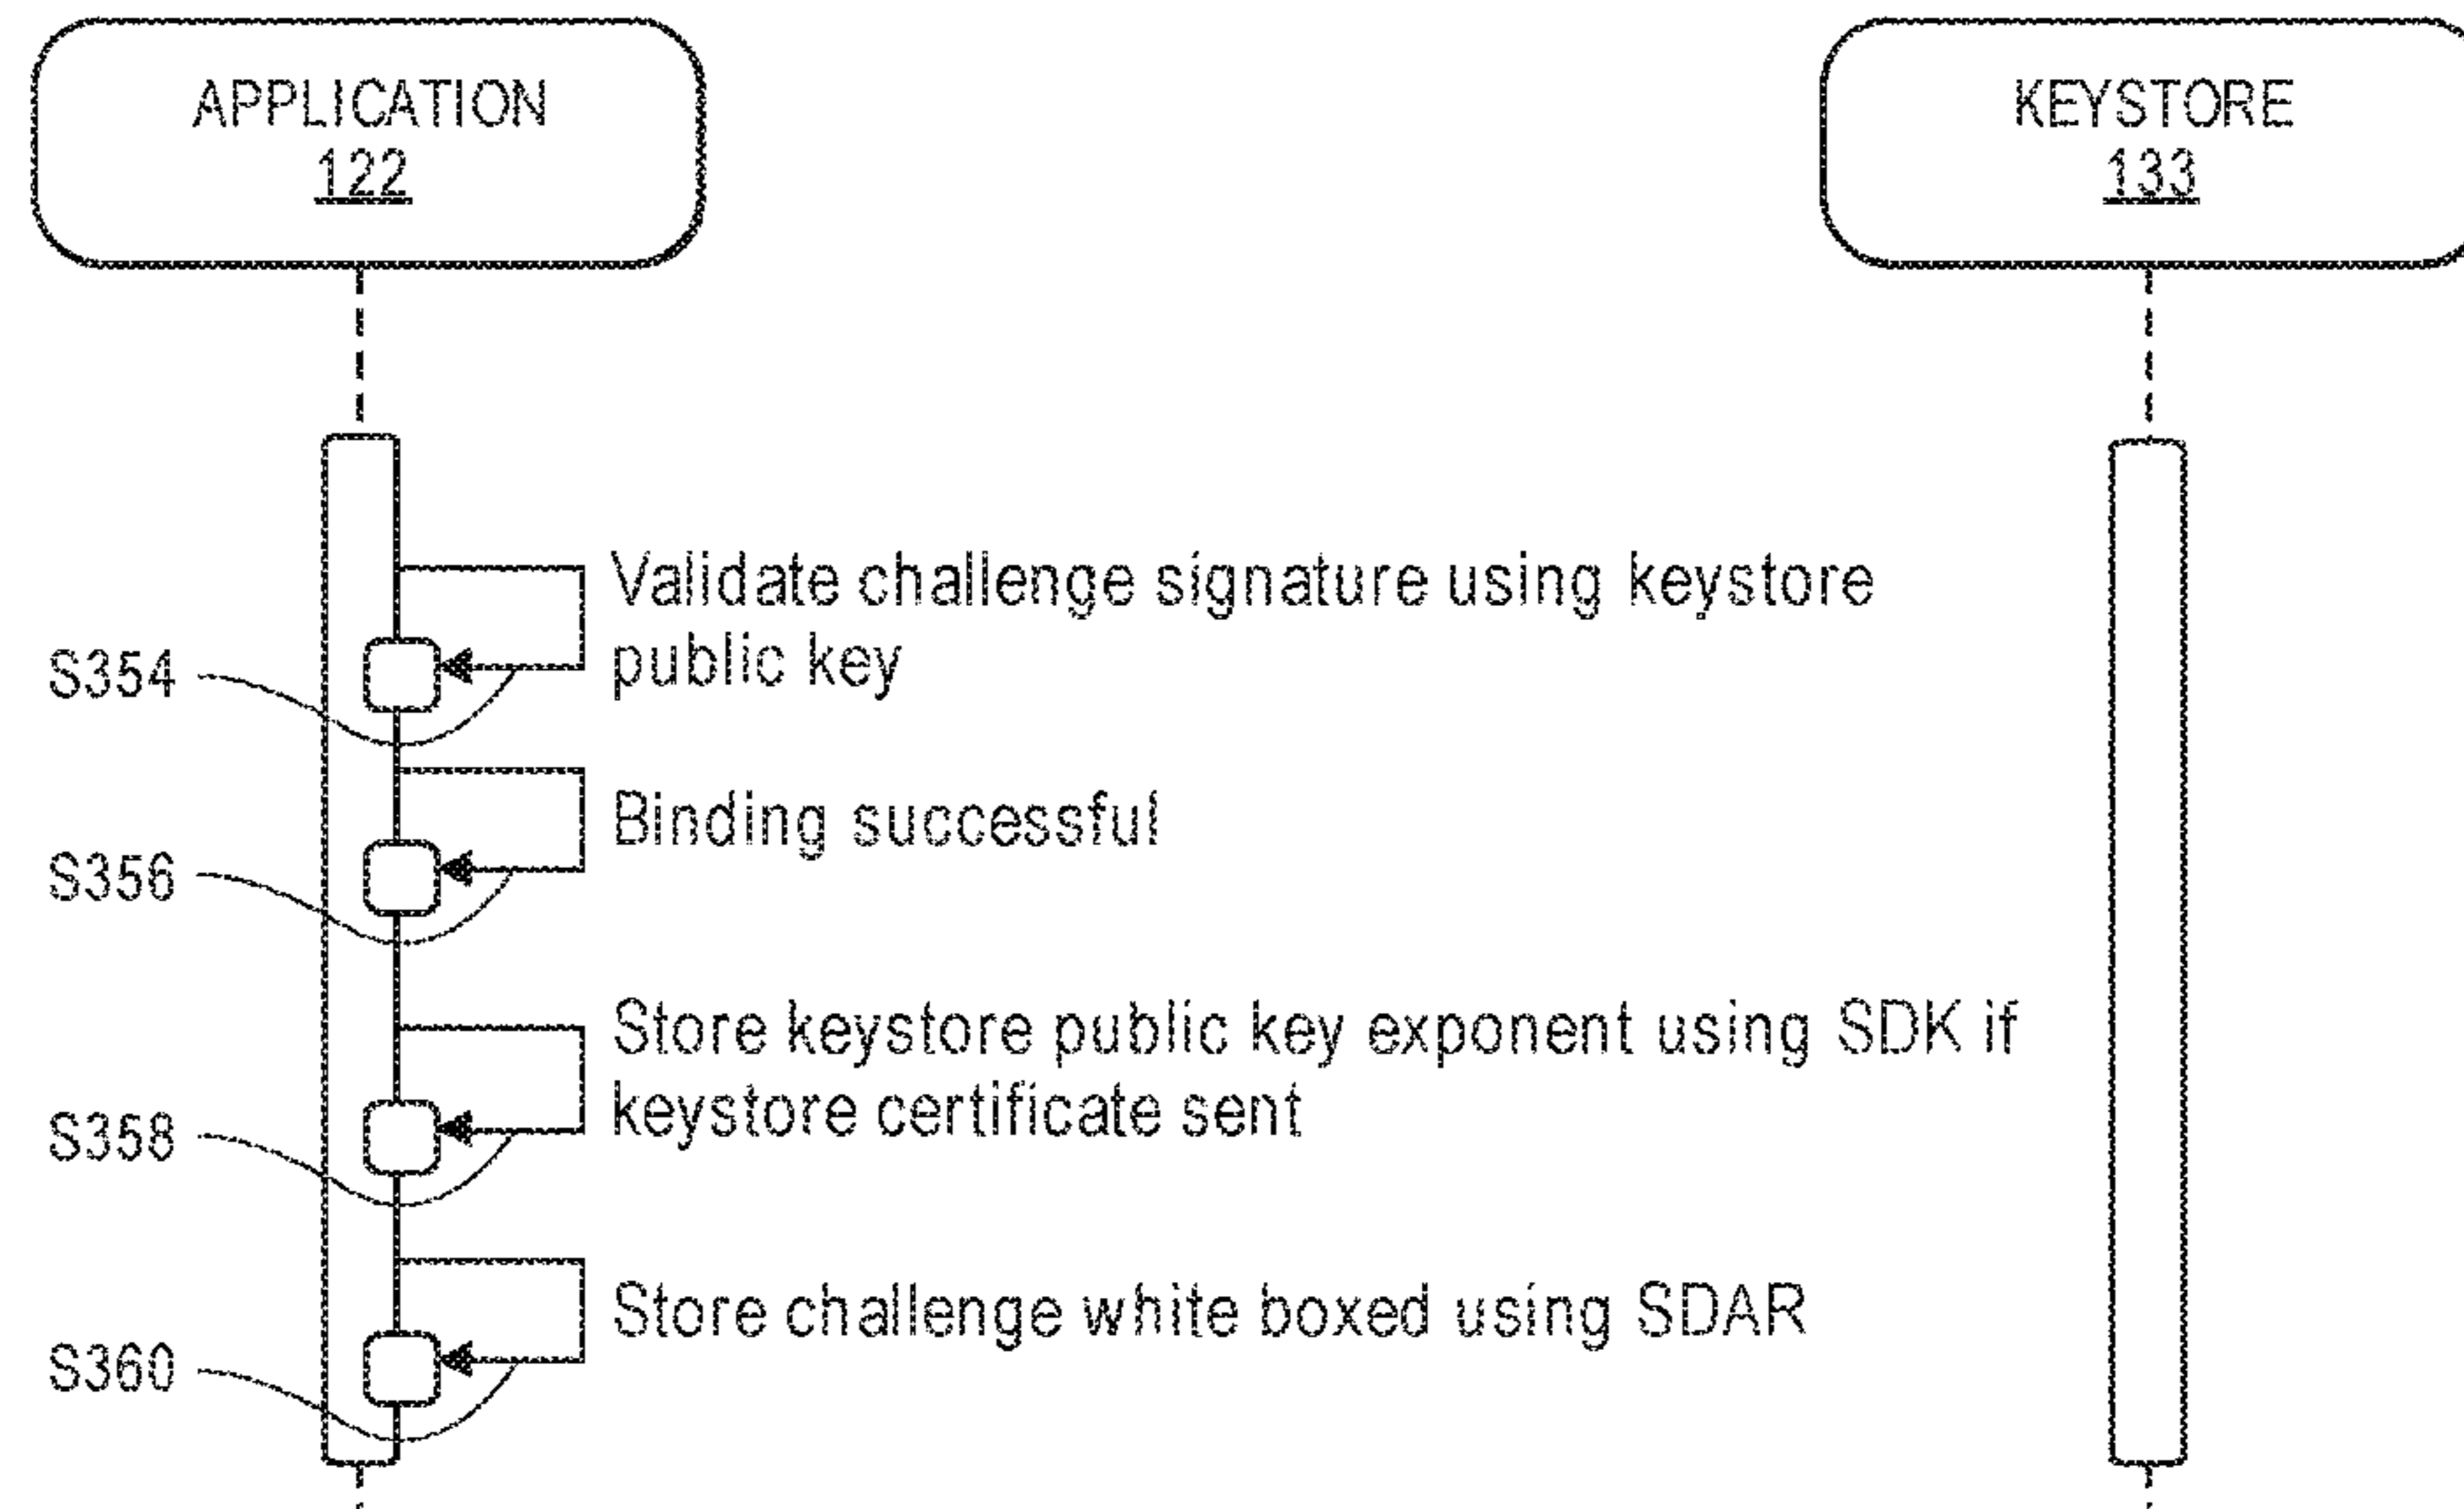 APPLICATION
122
KEYSTORE
133
Validate challenge signature using keystore
public key
S354
Binding successful
S356
Store keystore public key exponent using SDK if
keystore certificate sent
S358
Store challenge white boxed using SDAR
S360